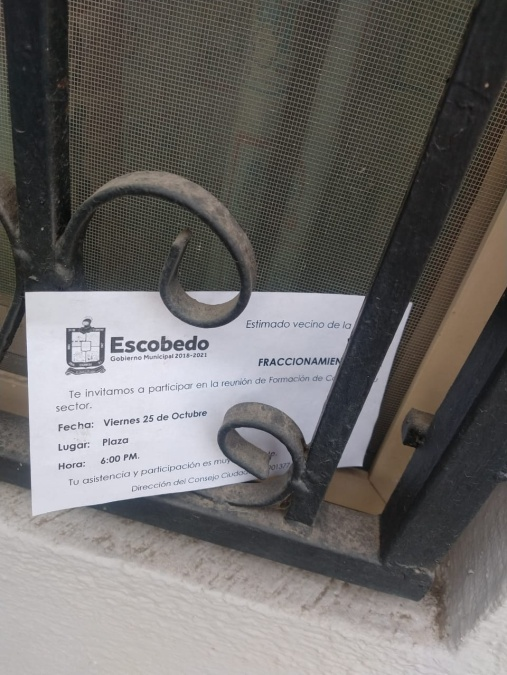 Estimado vecino de la
Escobedo
Gobierno Municipal 2018-2021
FRACCIONAMIEN
Te invitamos a participar en la reunión de Formación de
sector.
Fecha: Viernes 25 de Octubre
Lugar: Plaza
Hora: 6:00 PM.
Tu asistencia y participación es
Dirección del Consejo